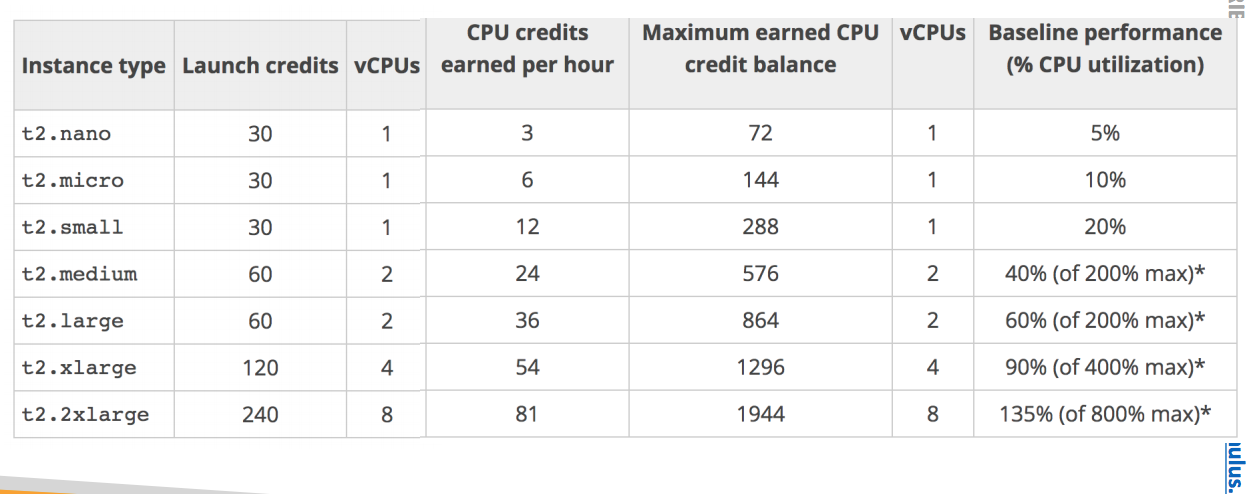 Instance type Launch credits vCPUs CPU credits earned per hour Maximum earned CPU credit balance vCPUs Baseline performance (% CPU utilization)
t2.nano 30 1 3 72 1 5%
t2.micro 30 1 6 144 1 10%
t2.small 30 1 12 288 1 20%
t2.medium 60 2 24 576 2 40% (of 200% max)*
t2.large 60 2 36 864 2 60% (of 200% max)*
t2.xlarge 120 4 54 1296 4 90% (of 400% max)*
t2.2xlarge 240 8 81 1944 8 135% (of 800% max)*